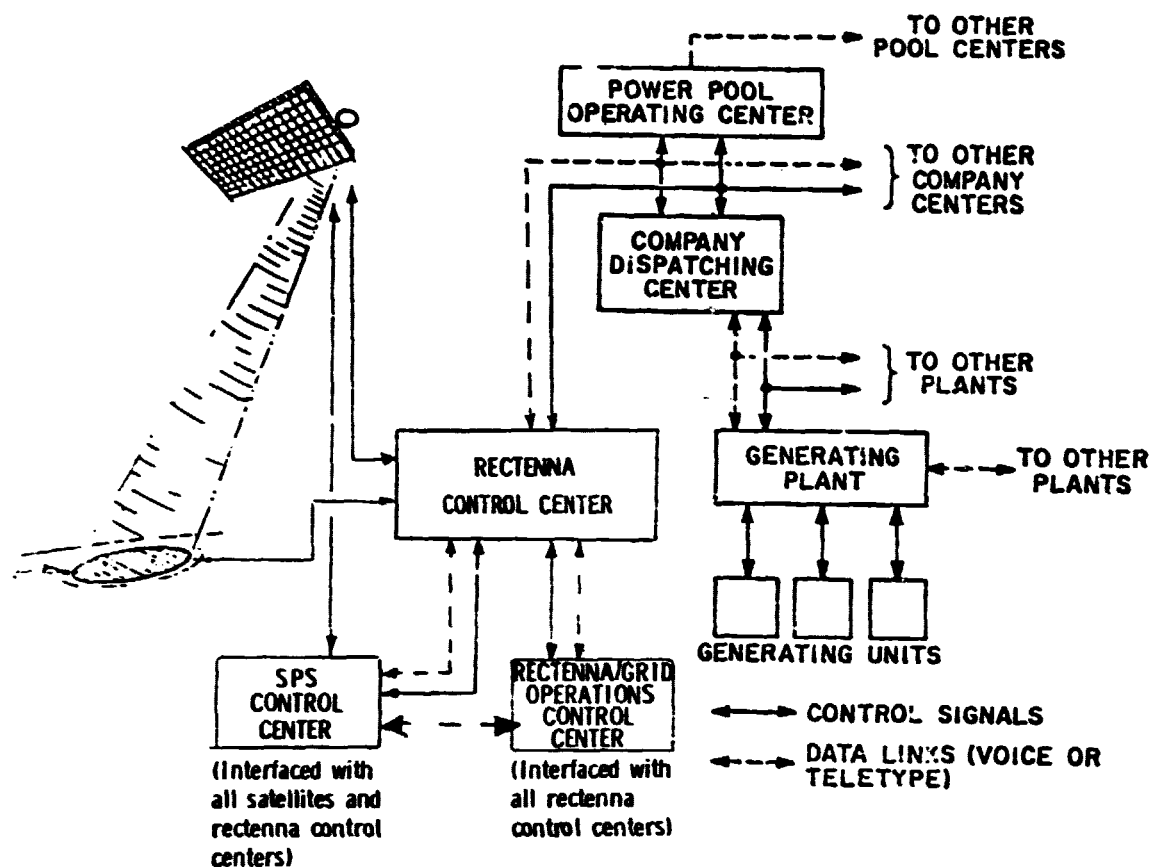 TO OTHER
POOL CENTERS
POWER POOL
OPERATING CENTER
TO OTHER
COMPANY
CENTERS
COMPANY
DISPATCHING
CENTER
TO OTHER
PLANTS
RECTENNA
CONTROL CENTER
GENERATING
PLANT
TO OTHER
PLANTS
GENERATING UNITS
SPS
CONTROL
CENTER
(Interfaced with
all satellites and
rectenna control
centers)
RECTENNA/GRID
OPERATIONS
CONTROL
CENTER
(Interfaced with
all rectenna
control centers)
CONTROL SIGNALS
DATA LINKS (VOICE OR
TELETYPE)